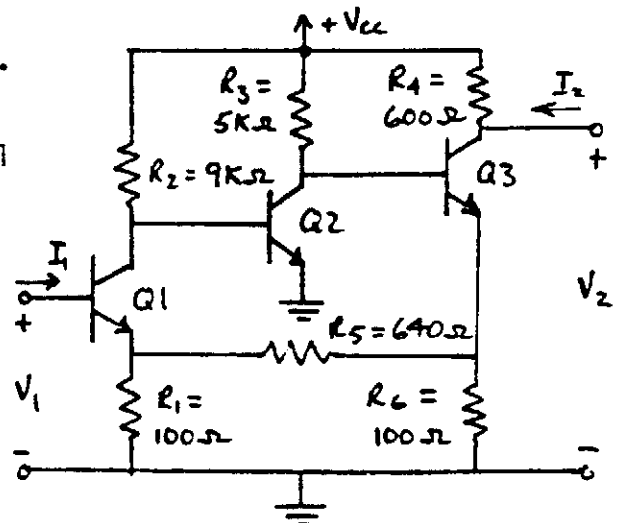 + Vcc
R3 =
5KΩ
R4 =
600Ω
I2
+
R2 = 9KΩ
Q3
Q2
I1
+
Q1
V2
R5 = 640Ω
V1
R1 =
100Ω
R6 =
100Ω
-
-